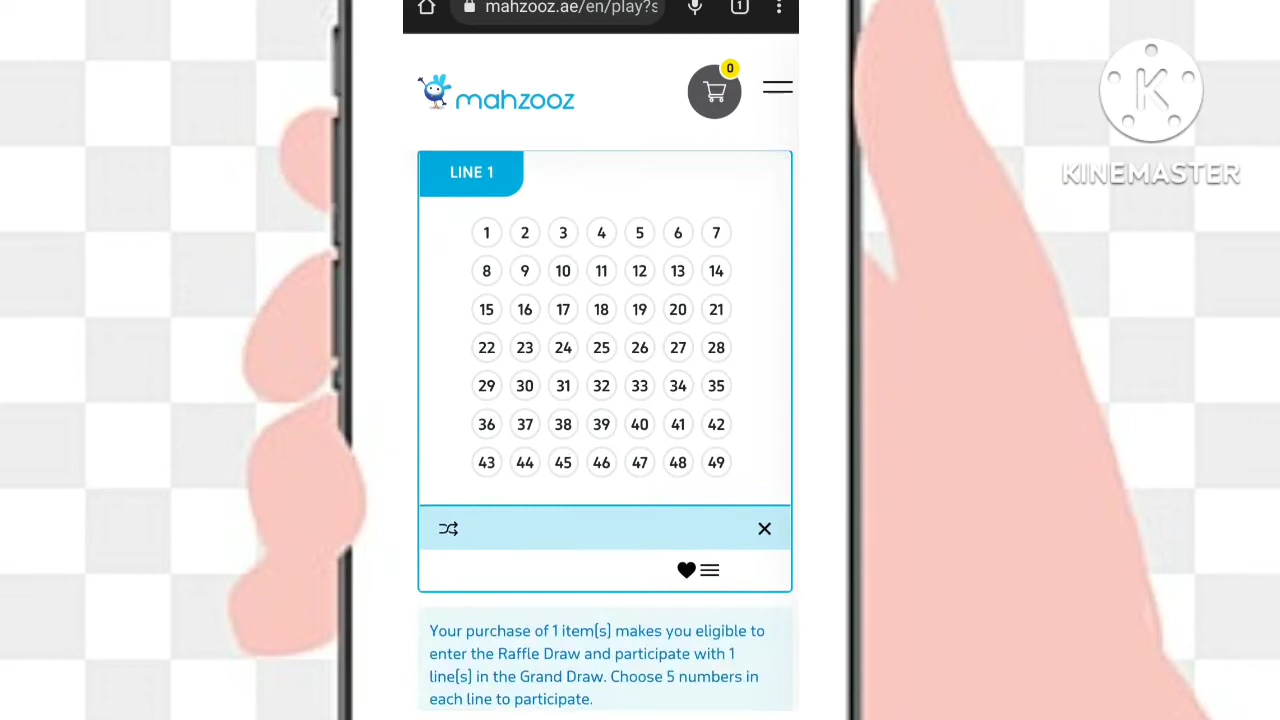 mahzooz.ae/en/play?s
1
0
mahzooz
LINE 1
1 2 3 4 5 6 7
8 9 10 11 12 13 14
15 16 17 18 19 20 21
22 23 24 25 26 27 28
29 30 31 32 33 34 35
36 37 38 39 40 41 42
43 44 45 46 47 48 49
Your purchase of 1 item(s) makes you eligible to
enter the Raffle Draw and participate with 1
line(s) in the Grand Draw. Choose 5 numbers in
each line to participate.
K
KINEMASTER